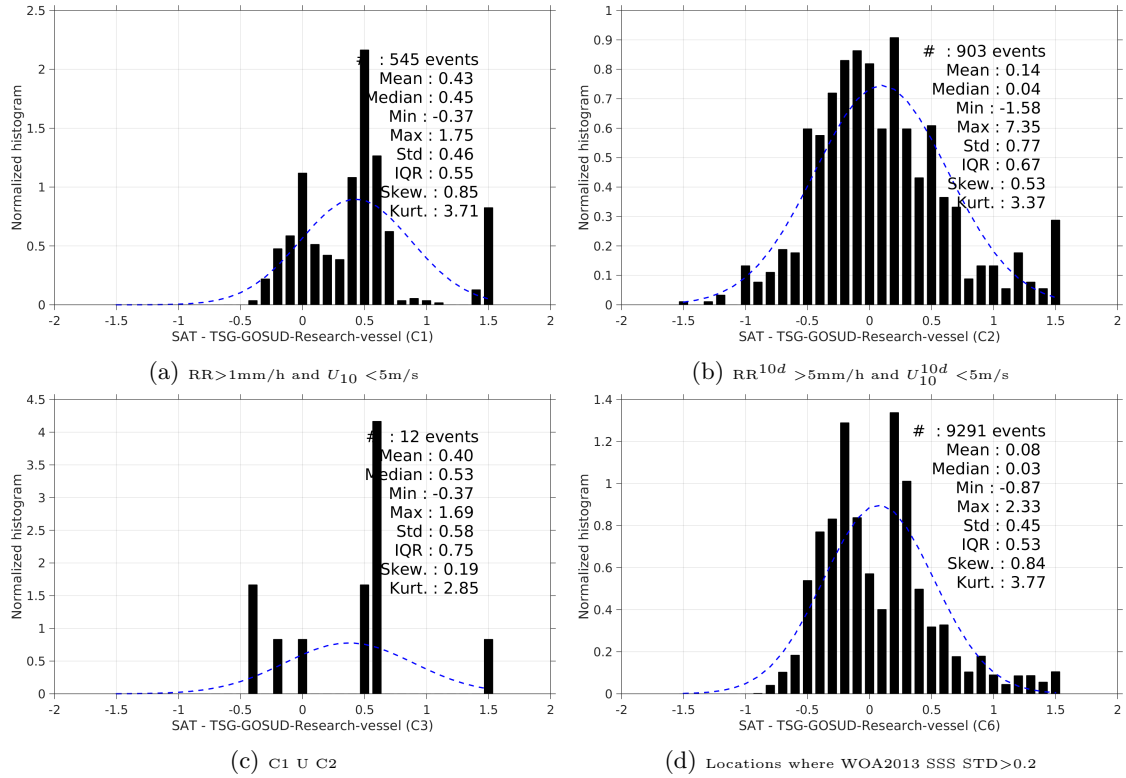 2.5
2
1.5
1
0.5
0
-2 -1.5 -1 -0.5 0 0.5 1 1.5 2
Normalized histogram
SAT - TSG-GOSUD-Research-vessel (C1)
# : 545 events
Mean : 0.43
Median : 0.45
Min : -0.37
Max : 1.75
Std : 0.46
IQR : 0.55
Skew. : 0.85
Kurt. : 3.71
(a) RR>1mm/h and U10 <5m/s
1
0.9
0.8
0.7
0.6
0.5
0.4
0.3
0.2
0.1
0
-2 -1.5 -1 -0.5 0 0.5 1 1.5 2
Normalized histogram
SAT - TSG-GOSUD-Research-vessel (C2)
# : 903 events
Mean : 0.14
Median : 0.04
Min : -1.58
Max : 7.35
Std : 0.77
IQR : 0.67
Skew. : 0.53
Kurt. : 3.37
(b) RR10d >5mm/h and U10d10 <5m/s
4.5
4
3.5
3
2.5
2
1.5
1
0.5
0
-2 -1.5 -1 -0.5 0 0.5 1 1.5 2
Normalized histogram
SAT - TSG-GOSUD-Research-vessel (C3)
# : 12 events
Mean : 0.40
Median : 0.53
Min : -0.37
Max : 1.69
Std : 0.58
IQR : 0.75
Skew. : 0.19
Kurt. : 2.85
(c) C1 U C2
1.4
1.2
1
0.8
0.6
0.4
0.2
0
-2 -1.5 -1 -0.5 0 0.5 1 1.5 2
Normalized histogram
SAT - TSG-GOSUD-Research-vessel (C6)
# : 9291 events
Mean : 0.08
Median : 0.03
Min : -0.87
Max : 2.33
Std : 0.45
IQR : 0.53
Skew. : 0.84
Kurt. : 3.77
(d) Locations where WOA2013 SSS STD>0.2